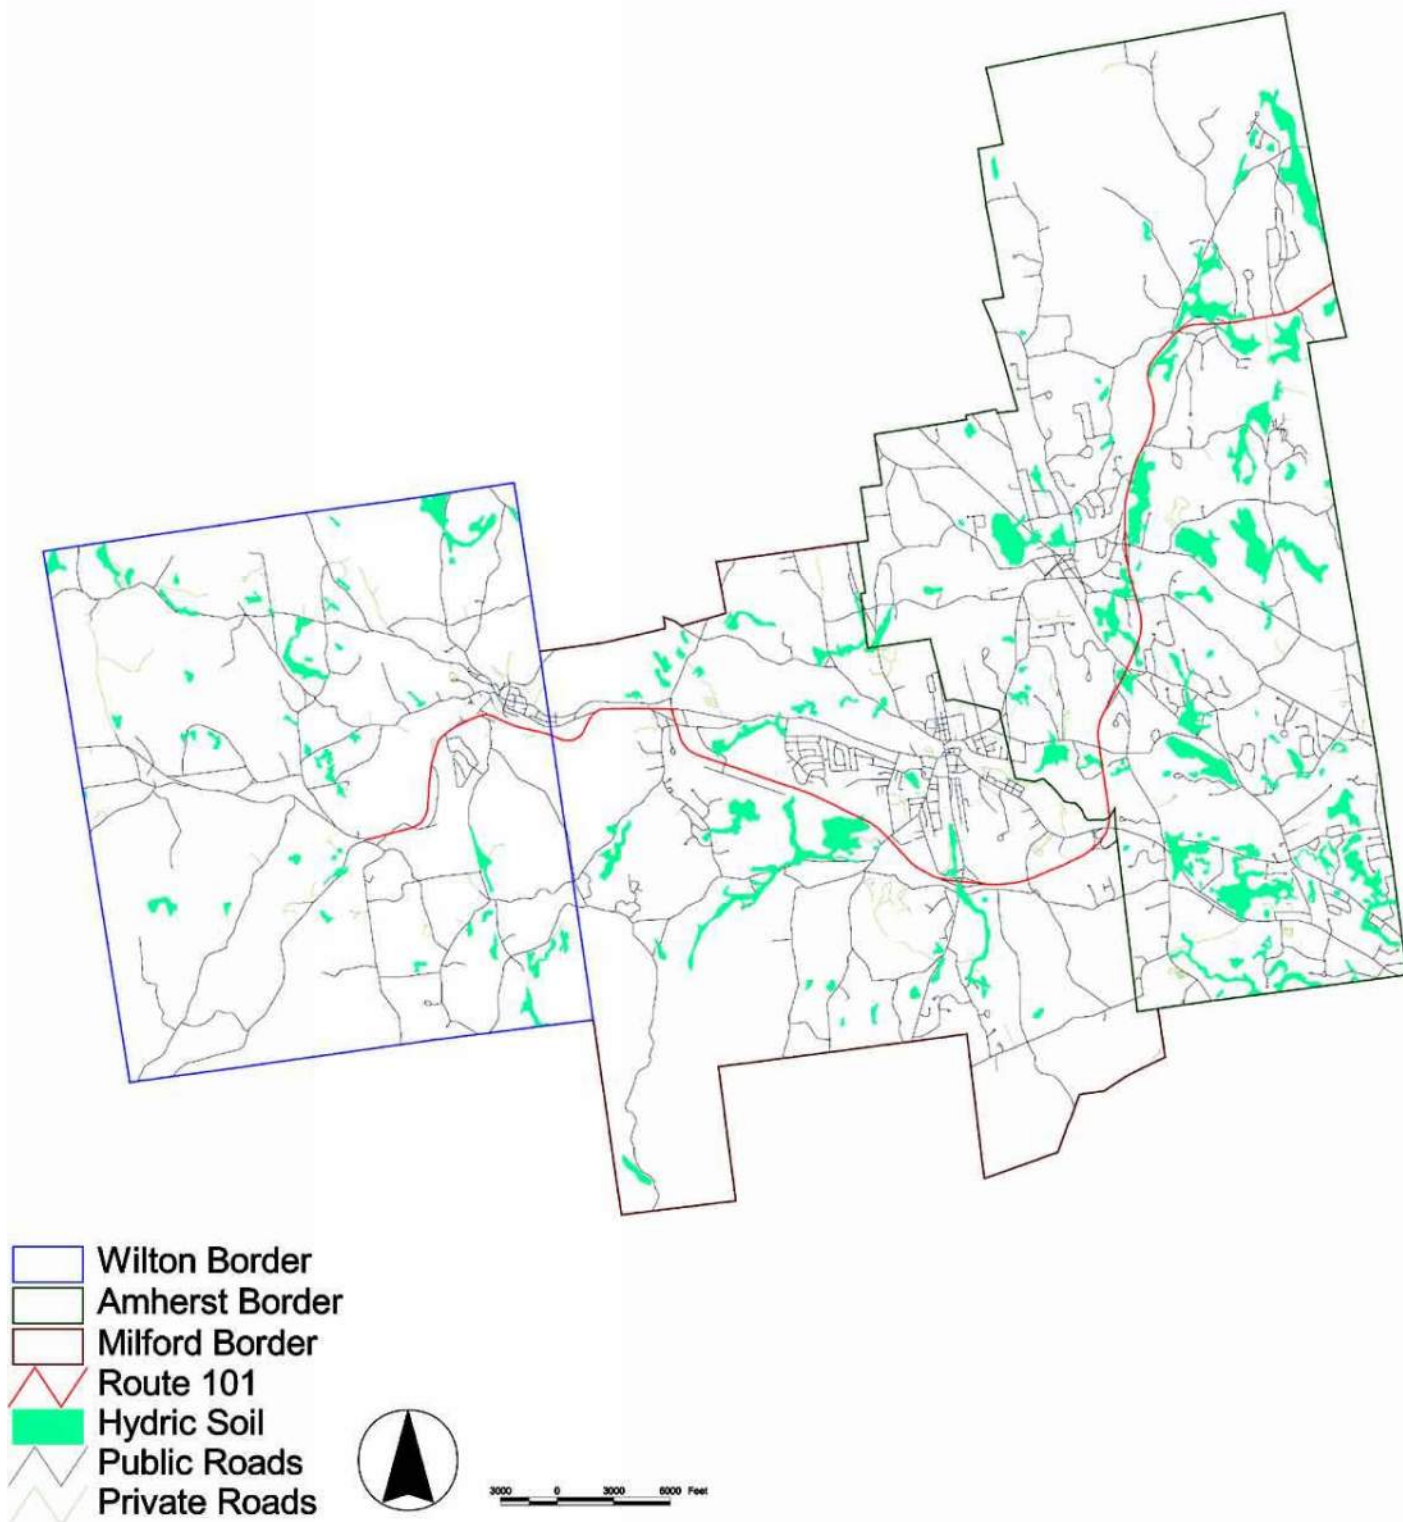 Wilton Border
Amherst Border
Milford Border
Route 101
Hydric Soil
Public Roads
Private Roads
3000 0 3000 6000 Feet